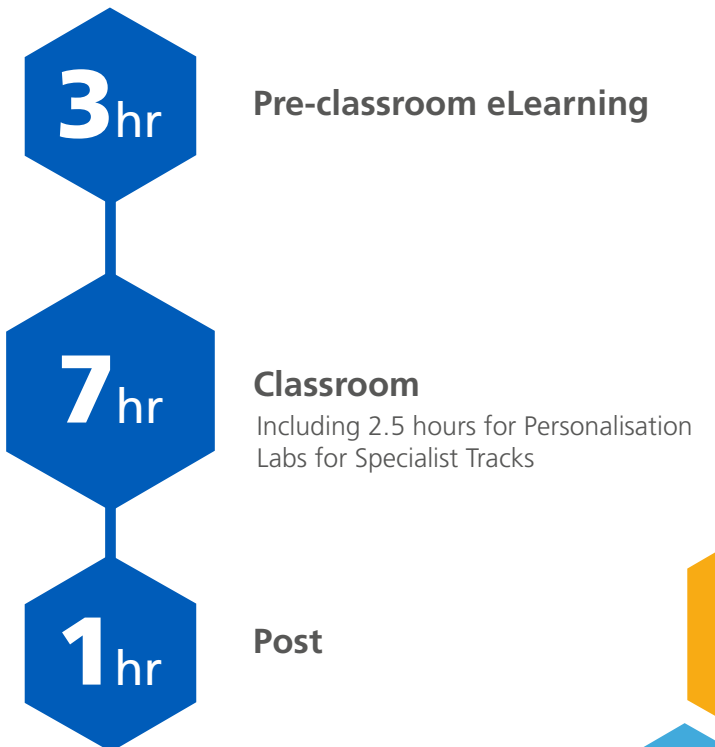 3hr
Pre-classroom eLearning
7hr
Classroom
Including 2.5 hours for Personalisation
Labs for Specialist Tracks
1hr
Post